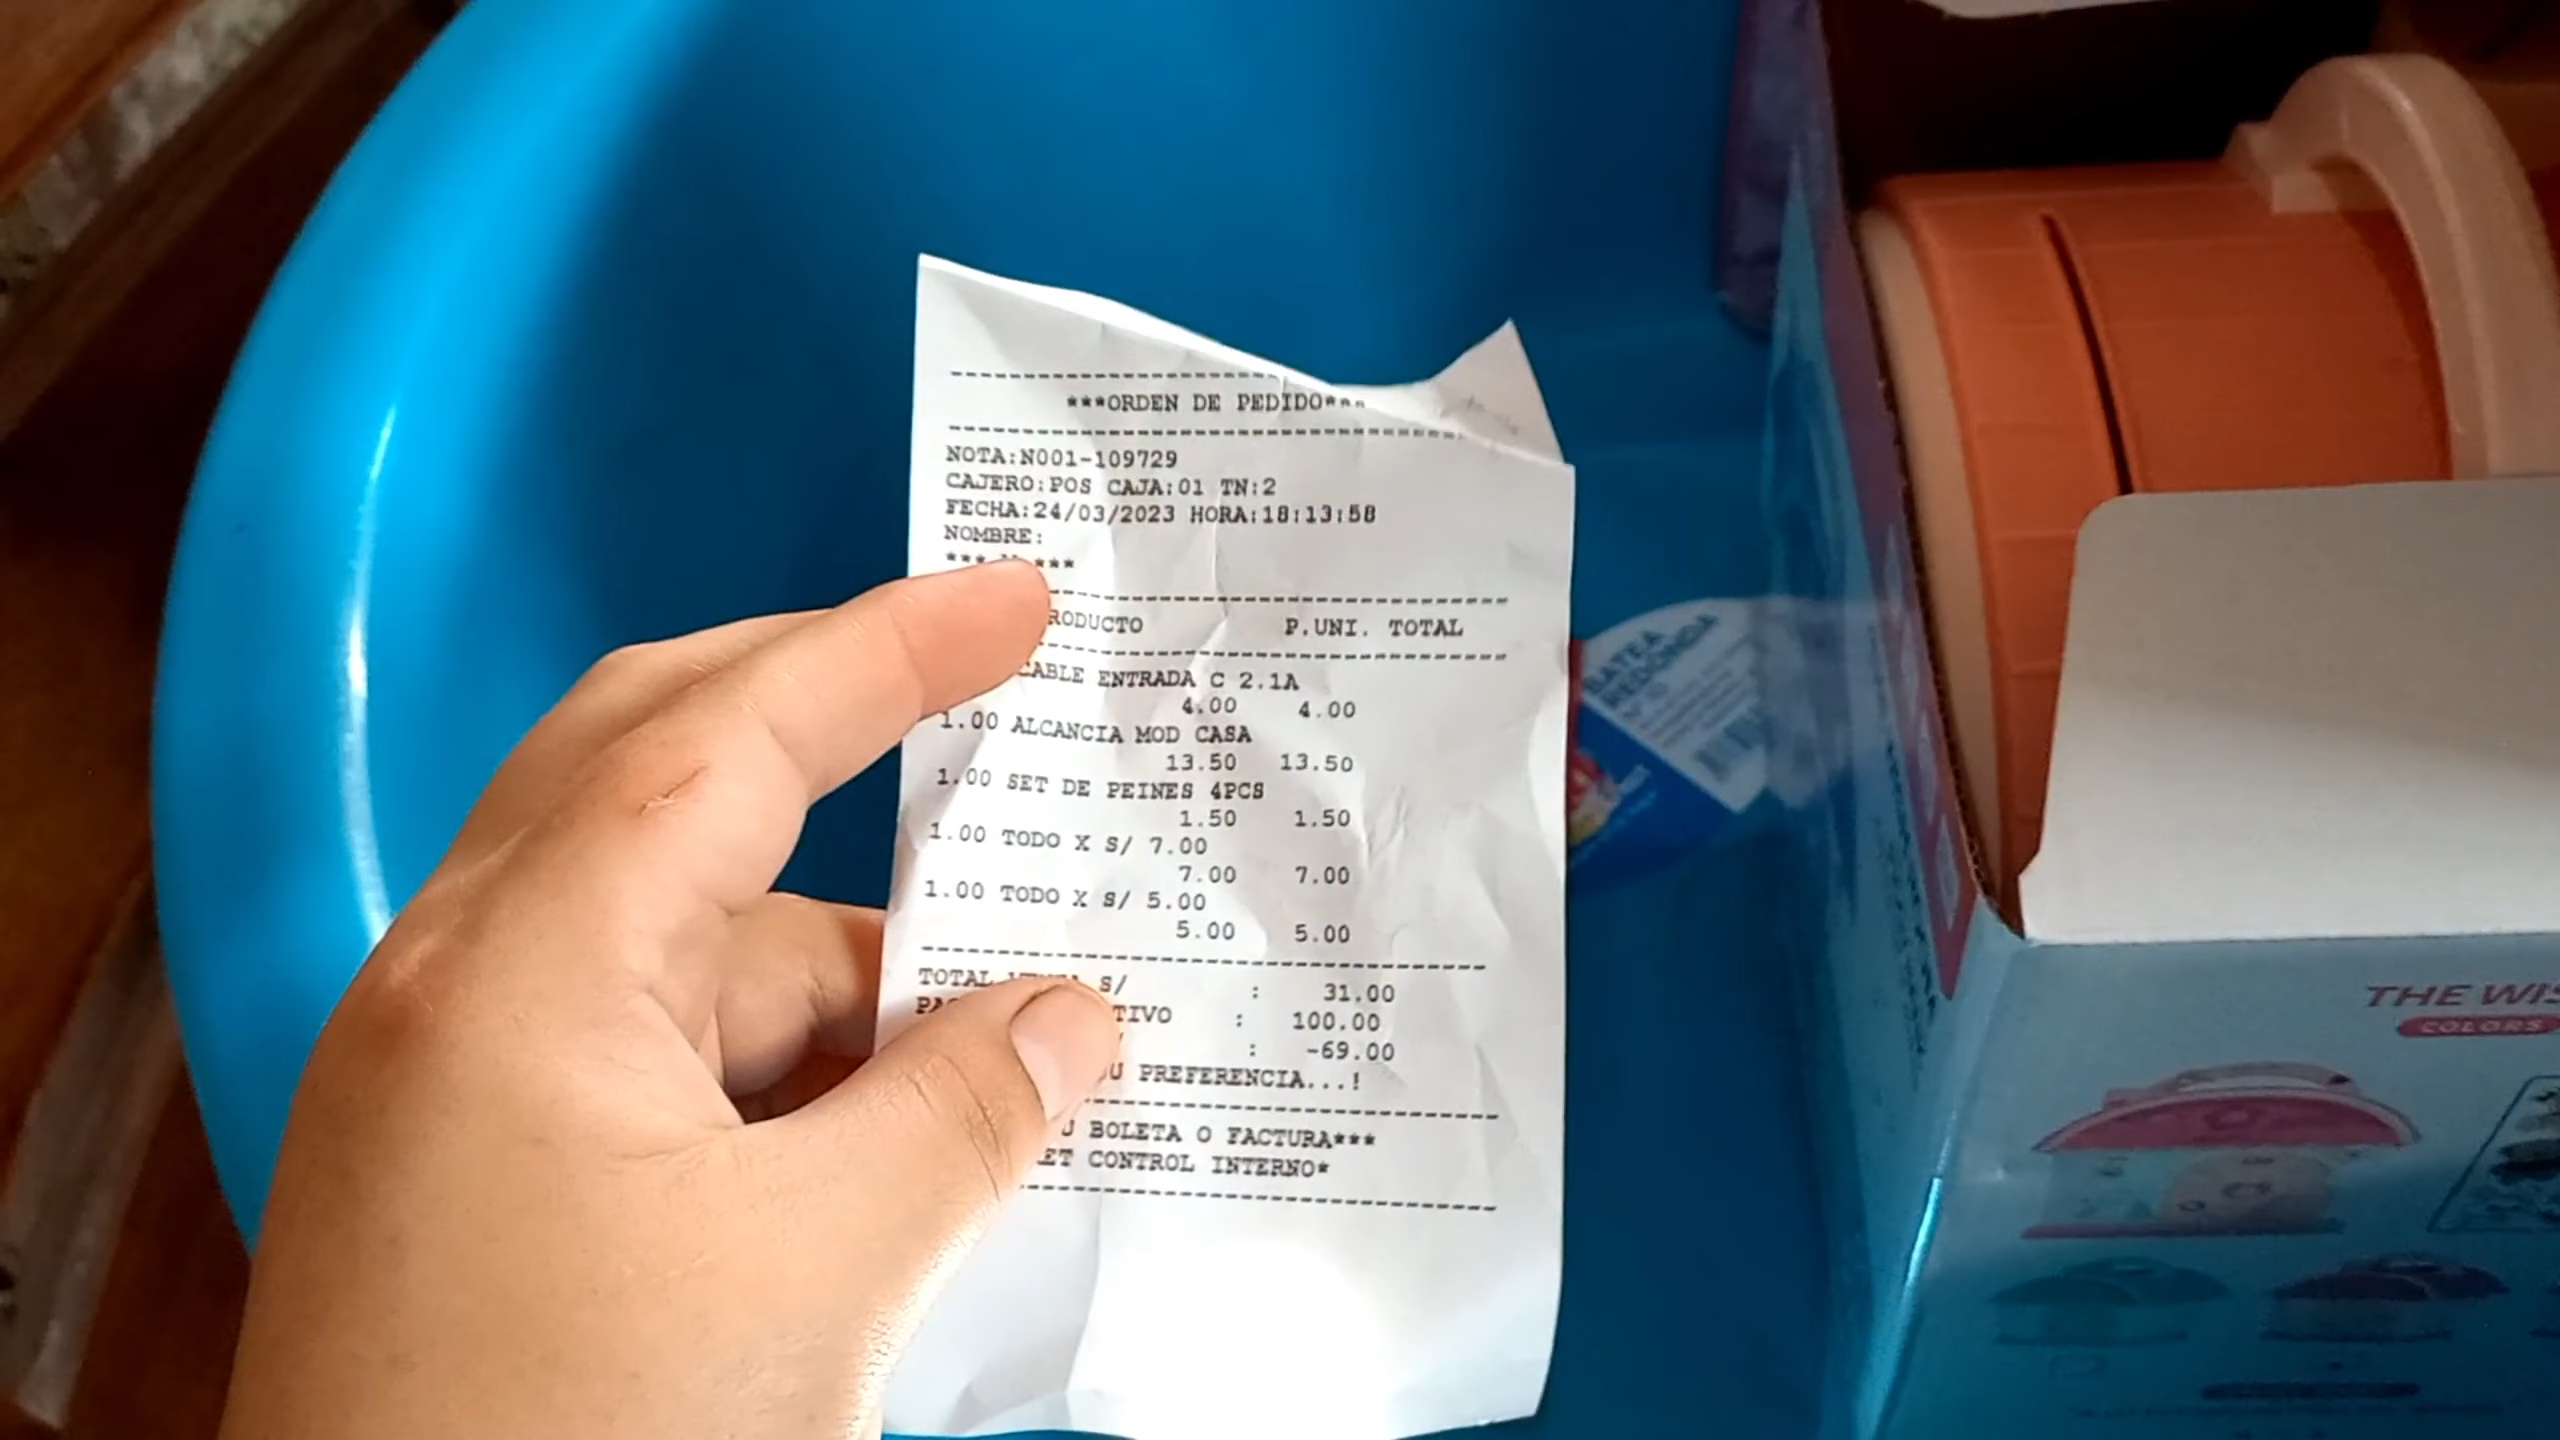 ***ORDEN DE PEDIDO***
NOTA:N001-109729
CAJERO:POS CAJA:01 TN:2
FECHA:24/03/2023 HORA:18:13:58
NOMBRE:
*** ***
RODUCTO P.UNI. TOTAL
CABLE ENTRADA C 2.1A
4.00 4.00
1.00 ALCANCIA MOD CASA
13.50 13.50
1.00 SET DE PEINES 4PCS
1.50 1.50
1.00 TODO X S/ 7.00
7.00 7.00
1.00 TODO X S/ 5.00
5.00 5.00
TOTAL S/ : 31.00
TIVO : 100.00
: -69.00
U PREFERENCIA...!
U BOLETA O FACTURA***
ET CONTROL INTERNO*
BATEA
REDONDA
THE WIS
COLORS